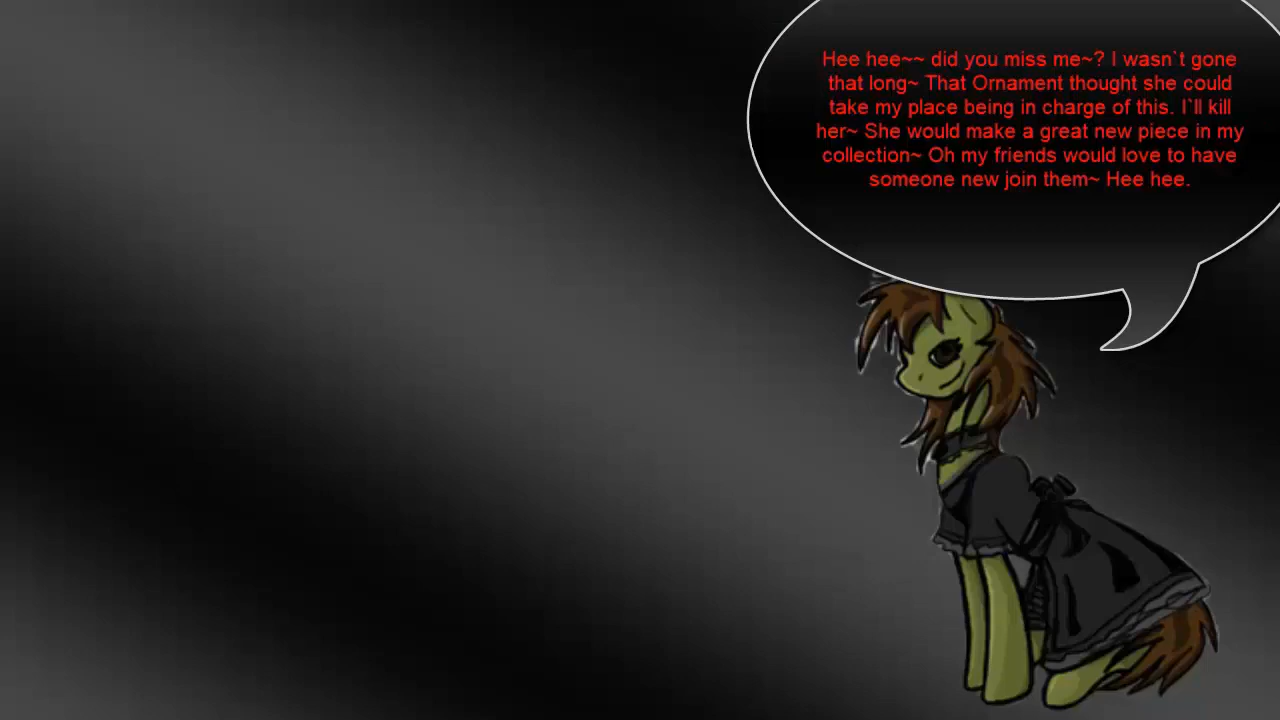 Hee hee~~ did you miss me~? I wasn`t gone
that long~ That Ornament thought she could
take my place being in charge of this. I`ll kill
her~ She would make a great new piece in my
collection~ Oh my friends would love to have
someone new join them~ Hee hee.